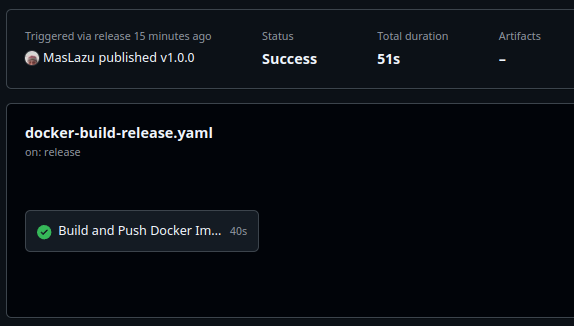 Triggered via release 15 minutes ago
MasLazu published v1.0.0
Status
Success
Total duration
51s
Artifacts
–
docker-build-release.yaml
on: release
Build and Push Docker Im... 40s